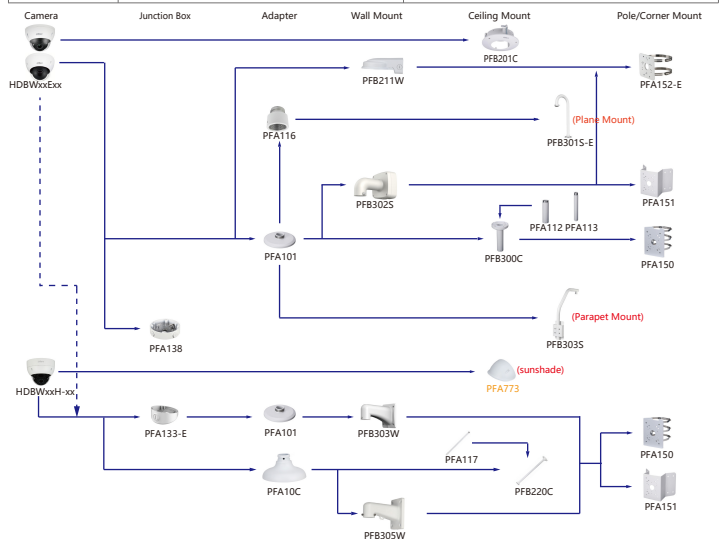 Camera
Junction Box
Adapter
Wall Mount
Ceiling Mount
Pole/Corner Mount
PFB201C
HDBWxxExx
PFB211W
PFA152-E
PFA116
(Plane Mount)
PFB301S-E
PFB302S
PFA151
PFA112 PFA113
PFA101
PFB300C
PFA150
(Parapet Mount)
PFA138
PFB303S
(sunshade)
HDBWxxH-xx
PFA773
PFA133-E
PFA101
PFB303W
PFA150
PFA117
PFA10C
PFB220C
PFA151
PFB305W